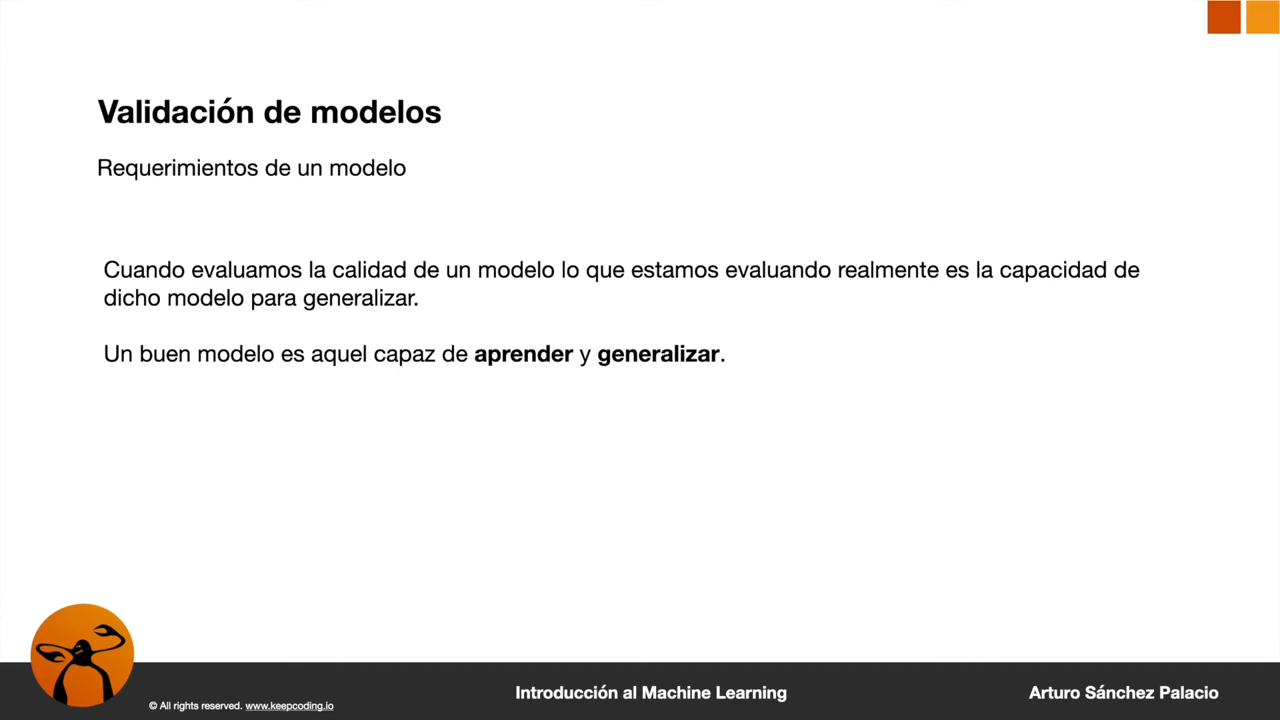 Validación de modelos
Requerimientos de un modelo
Cuando evaluamos la calidad de un modelo lo que estamos evaluando realmente es la capacidad de
dicho modelo para generalizar.
Un buen modelo es aquel capaz de aprender y generalizar.
© All rights reserved. www.keepcoding.io
Introducción al Machine Learning
Arturo Sánchez Palacio